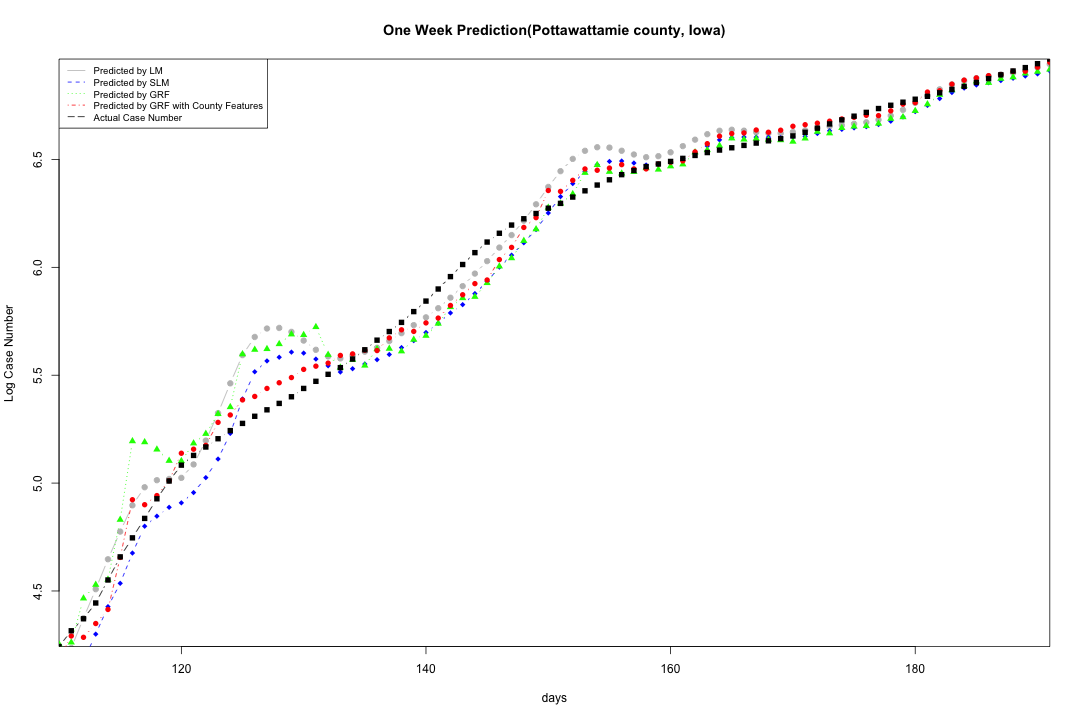 One Week Prediction(Pottawattamie county, Iowa)
Predicted by LM
Predicted by SLM
Predicted by GRF
Predicted by GRF with County Features
Actual Case Number
Log Case Number
6.5
6.0
5.5
5.0
4.5
120 140 160 180
days